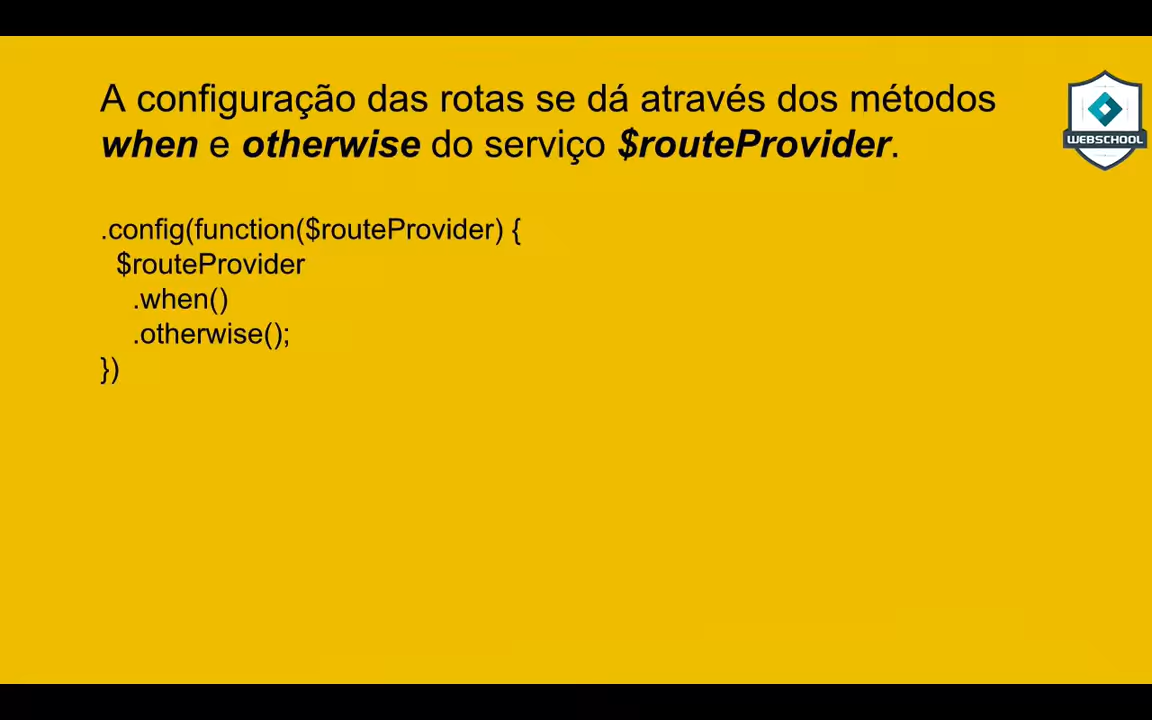 A configuração das rotas se dá através dos métodos
when e otherwise do serviço $routeProvider.
WEBSCHOOL
.config(function($routeProvider) {
$routeProvider
.when()
.otherwise();
})